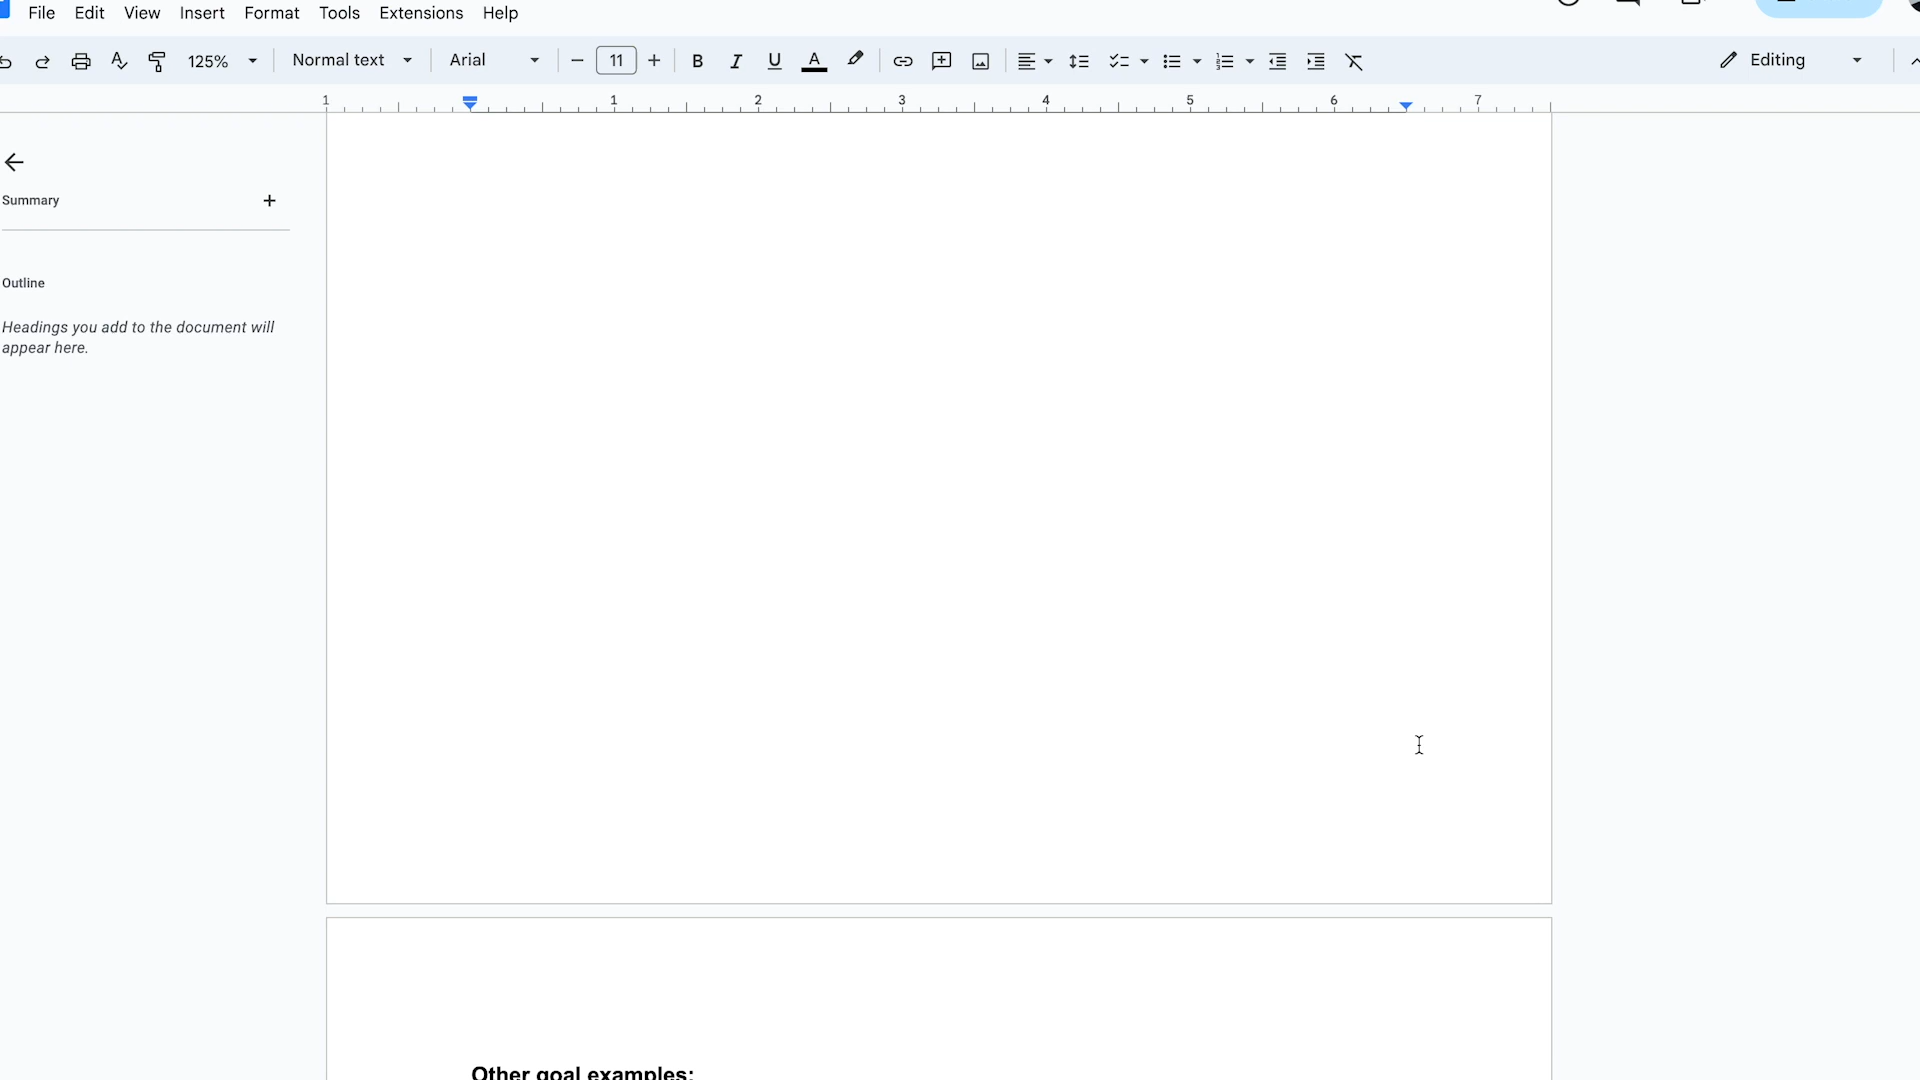 File Edit View Insert Format Tools Extensions Help
125% Normal text Arial 11 B I U A Editing
1 1 2 3 4 5 6 7
Summary
Outline
Headings you add to the document will
appear here.
Other goal examples: